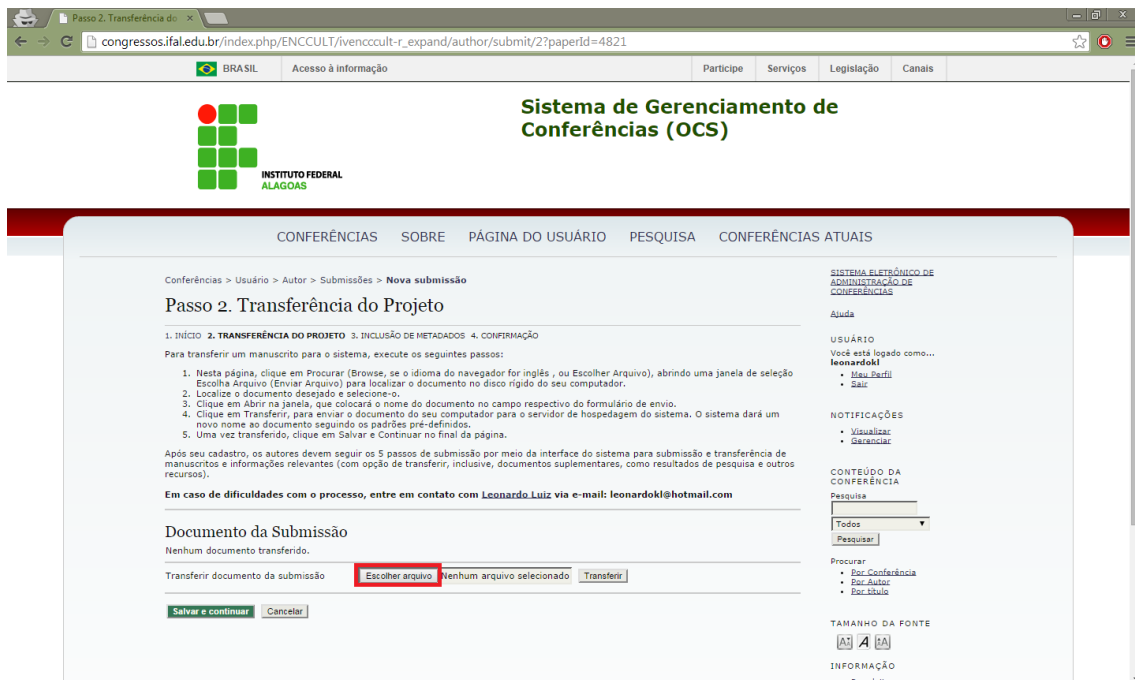 Passo 2. Transferência do
congressos.ifal.edu.br/index.php/ENCCULT/ivencccult-r_expand/author/submit/2?paperId=4821
BRASIL Acesso à informação Participe Serviços Legislação Canais
Sistema de Gerenciamento de
Conferências (OCS)
INSTITUTO FEDERAL
ALAGOAS
CONFERÊNCIAS SOBRE PÁGINA DO USUÁRIO PESQUISA CONFERÊNCIAS ATUAIS
Conferências > Usuário > Autor > Submissões > Nova submissão
Passo 2. Transferência do Projeto
1. INÍCIO 2. TRANSFERÊNCIA DO PROJETO 3. INCLUSÃO DE METADADOS 4. CONFIRMAÇÃO
Para transferir um manuscrito para o sistema, execute os seguintes passos:
1. Nesta página, clique em Procurar (Browse, se o idioma do navegador for inglês , ou Escolher Arquivo), abrindo uma janela de seleção
Escolha Arquivo (Enviar Arquivo) para localizar o documento no disco rígido do seu computador.
2. Localize o documento desejado e selecione-o.
3. Clique em Abrir na janela, que colocará o nome do documento no campo respectivo do formulário de envio.
4. Clique em Transferir, para enviar o documento do seu computador para o servidor de hospedagem do sistema. O sistema dará um
novo nome ao documento seguindo os padrões pré-definidos.
5. Uma vez transferido, clique em Salvar e Continuar no final da página.
Após seu cadastro, os autores devem seguir os 5 passos de submissão por meio da interface do sistema para submissão e transferência de
manuscritos e informações relevantes (com opção de transferir, inclusive, documentos suplementares, como resultados de pesquisa e outros
recursos).
Em caso de dificuldades com o processo, entre em contato com Leonardo Luiz via e-mail: leonardokl@hotmail.com
Documento da Submissão
Nenhum documento transferido.
Transferir documento da submissão Escolher arquivo Nenhum arquivo selecionado Transferir
Salvar e continuar Cancelar
SISTEMA ELETRÔNICO DE
ADMINISTRAÇÃO DE
CONFERÊNCIAS
Ajuda
USUÁRIO
Você está logado como...
leonardokl
Meu Perfil
Sair
NOTIFICAÇÕES
Visualizar
Gerenciar
CONTEÚDO DA
CONFERÊNCIA
Pesquisa
Todos
Pesquisar
Procurar
Por Conferência
Por Autor
Por título
TAMANHO DA FONTE
A A A
INFORMAÇÃO